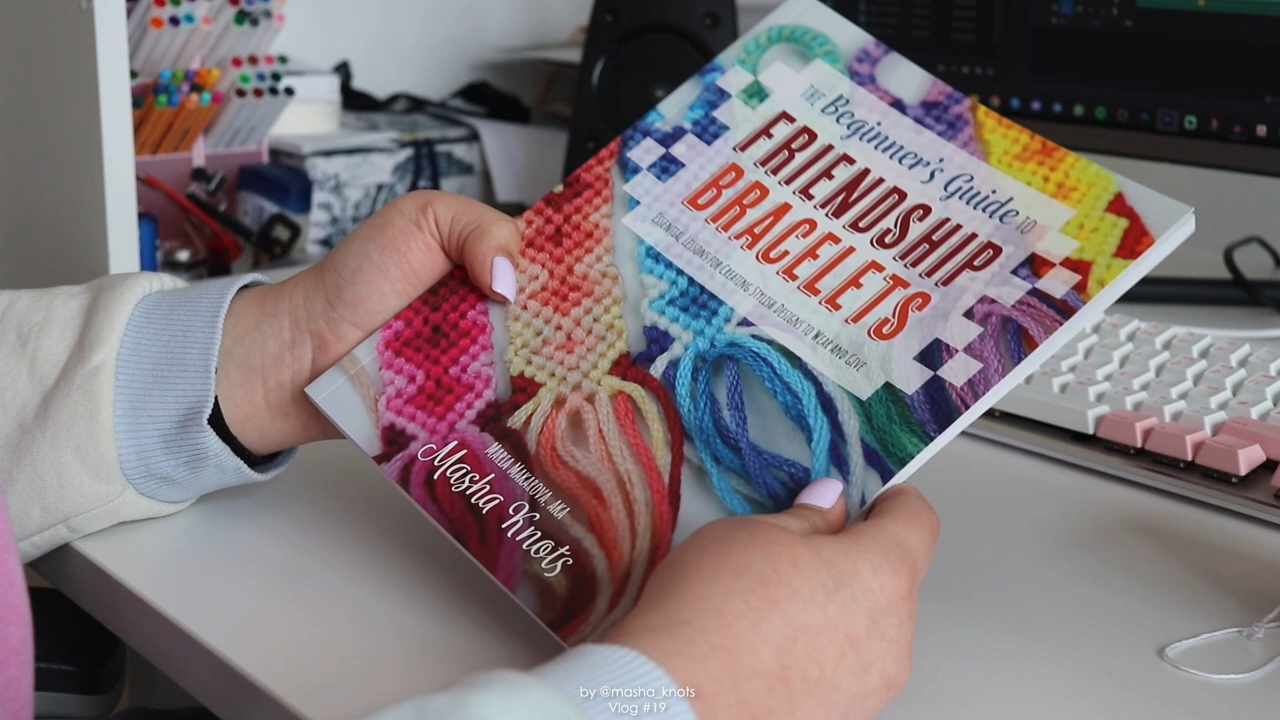 THE Beginner's Guide TO
FRIENDSHIP
BRACELETS
ESSENTIAL LESSONS FOR CREATING STYLISH DESIGNS TO WEAR AND GIVE
MARIA MAKAROVA, AKA
Masha Knots
by @masha_knots
Vlog #19